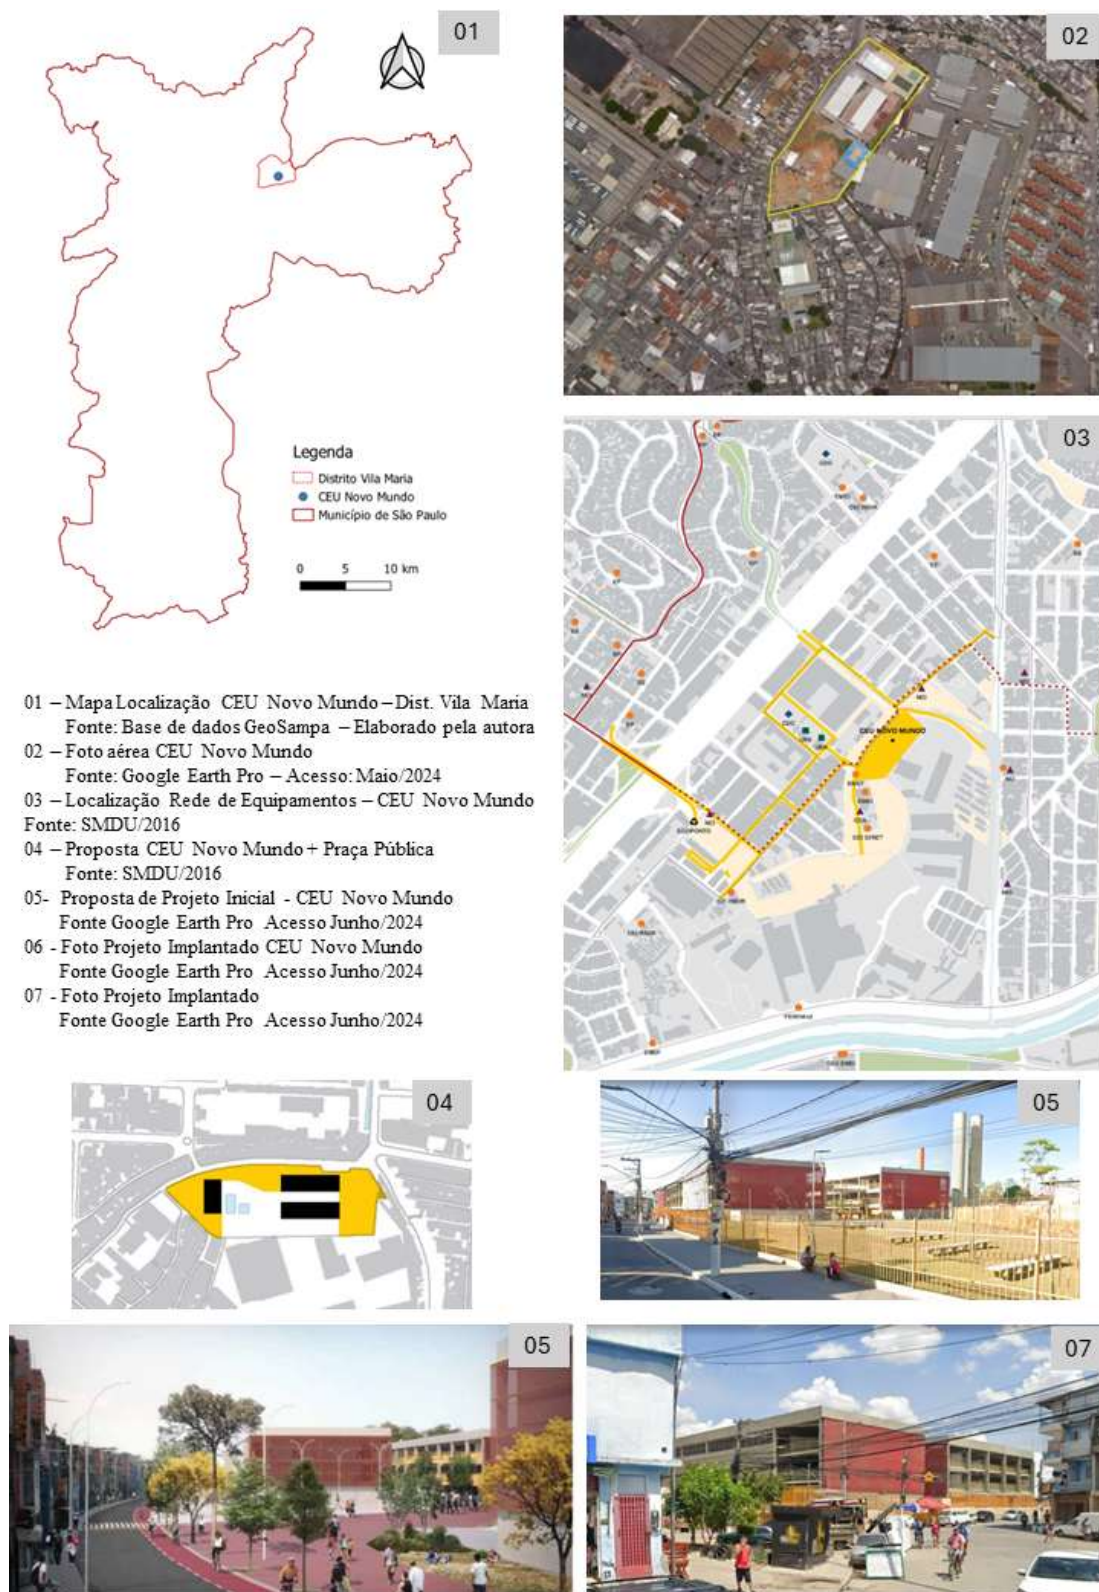 01
02
Legenda
Distrito Vila Maria
CEU Novo Mundo
Município de São Paulo
0 5 10 km
03
CEU NOVO MUNDO
ECOPONTO
01 – Mapa Localização CEU Novo Mundo – Dist. Vila Maria
Fonte: Base de dados GeoSampa – Elaborado pela autora
02 – Foto aérea CEU Novo Mundo
Fonte: Google Earth Pro – Acesso: Maio/2024
03 – Localização Rede de Equipamentos – CEU Novo Mundo
Fonte: SMDU/2016
04 – Proposta CEU Novo Mundo + Praça Pública
Fonte: SMDU/2016
05- Proposta de Projeto Inicial - CEU Novo Mundo
Fonte Google Earth Pro Acesso Junho/2024
06 - Foto Projeto Implantado CEU Novo Mundo
Fonte Google Earth Pro Acesso Junho/2024
07 - Foto Projeto Implantado
Fonte Google Earth Pro Acesso Junho/2024
04
05
05
07